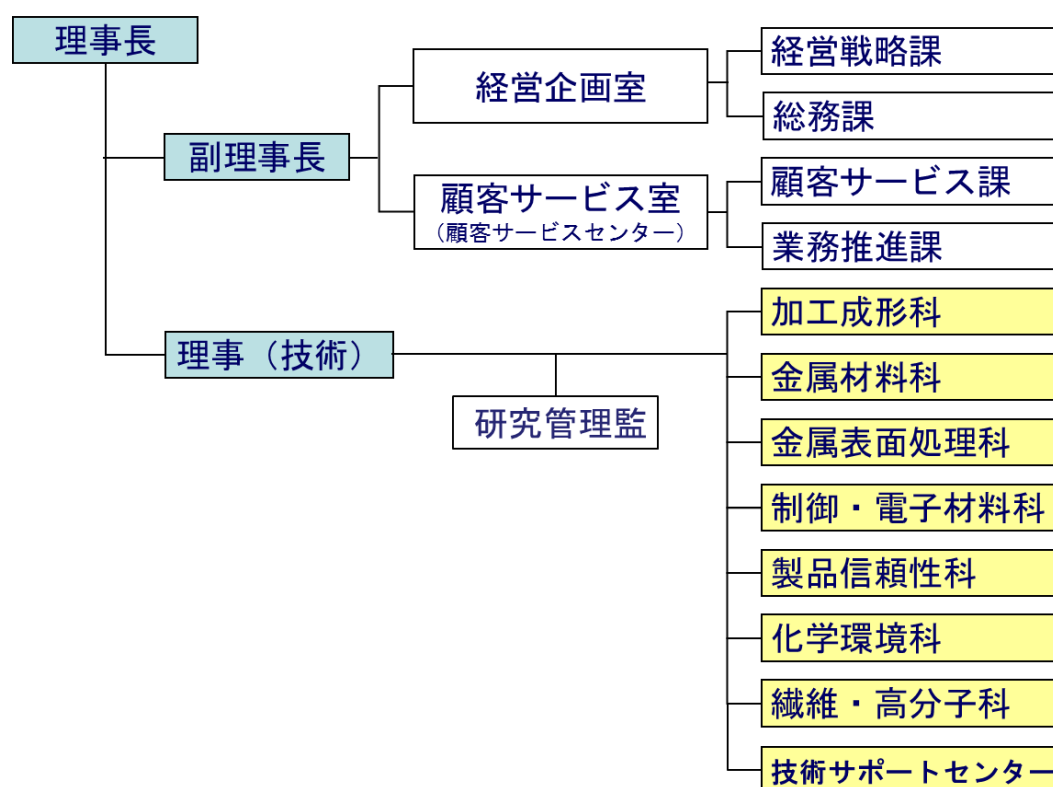 理事長
副理事長
経営企画室
経営戦略課
総務課
顧客サービス室
（顧客サービスセンター）
顧客サービス課
業務推進課
理事（技術）
研究管理監
加工成形科
金属材料科
金属表面処理科
制御・電子材料科
製品信頼性科
化学環境科
繊維・高分子科
技術サポートセンター